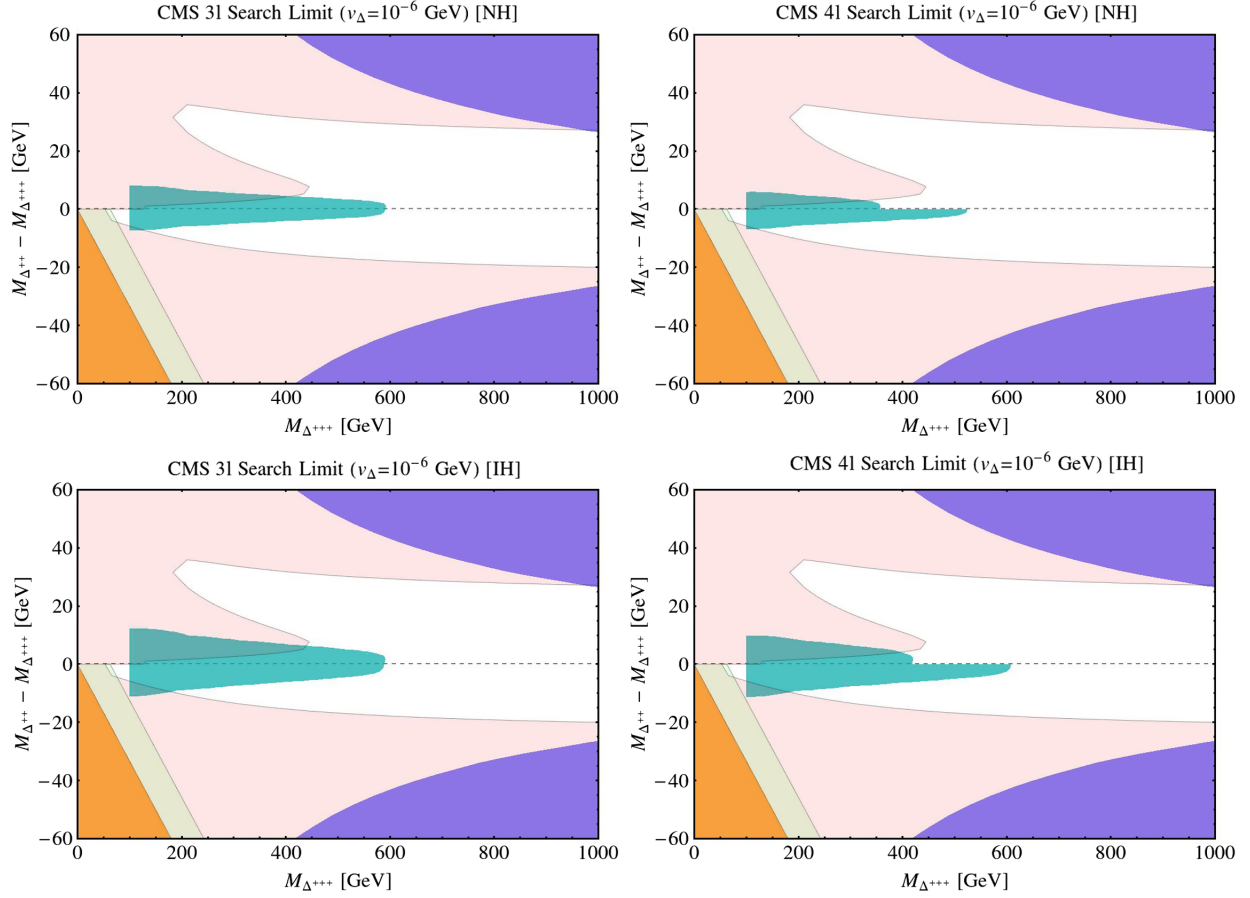 CMS 3l Search Limit (v_Δ=10⁻⁶ GeV) [NH]
60
40
20
0
−20
−40
−60
M_Δ⁺⁺ − M_Δ⁺⁺⁺ [GeV]
0 200 400 600 800 1000
M_Δ⁺⁺⁺ [GeV]
CMS 4l Search Limit (v_Δ=10⁻⁶ GeV) [NH]
60
40
20
0
−20
−40
−60
M_Δ⁺⁺ − M_Δ⁺⁺⁺ [GeV]
0 200 400 600 800 1000
M_Δ⁺⁺⁺ [GeV]
CMS 3l Search Limit (v_Δ=10⁻⁶ GeV) [IH]
60
40
20
0
−20
−40
−60
M_Δ⁺⁺ − M_Δ⁺⁺⁺ [GeV]
0 200 400 600 800 1000
M_Δ⁺⁺⁺ [GeV]
CMS 4l Search Limit (v_Δ=10⁻⁶ GeV) [IH]
60
40
20
0
−20
−40
−60
M_Δ⁺⁺ − M_Δ⁺⁺⁺ [GeV]
0 200 400 600 800 1000
M_Δ⁺⁺⁺ [GeV]